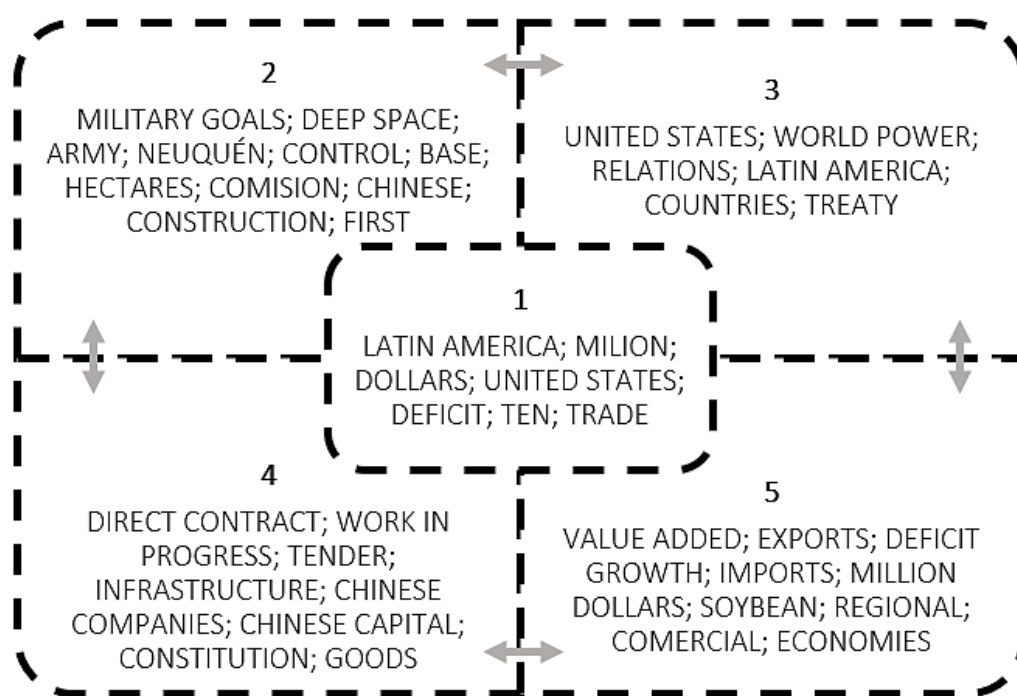 2
MILITARY GOALS; DEEP SPACE;
ARMY; NEUQUÉN; CONTROL; BASE;
HECTARES; COMISION; CHINESE;
CONSTRUCTION; FIRST
3
UNITED STATES; WORLD POWER;
RELATIONS; LATIN AMERICA;
COUNTRIES; TREATY
1
LATIN AMERICA; MILION;
DOLLARS; UNITED STATES;
DEFICIT; TEN; TRADE
4
DIRECT CONTRACT; WORK IN
PROGRESS; TENDER;
INFRASTRUCTURE; CHINESE
COMPANIES; CHINESE CAPITAL;
CONSTITUTION; GOODS
5
VALUE ADDED; EXPORTS; DEFICIT
GROWTH; IMPORTS; MILLION
DOLLARS; SOYBEAN; REGIONAL;
COMERCIAL; ECONOMIES